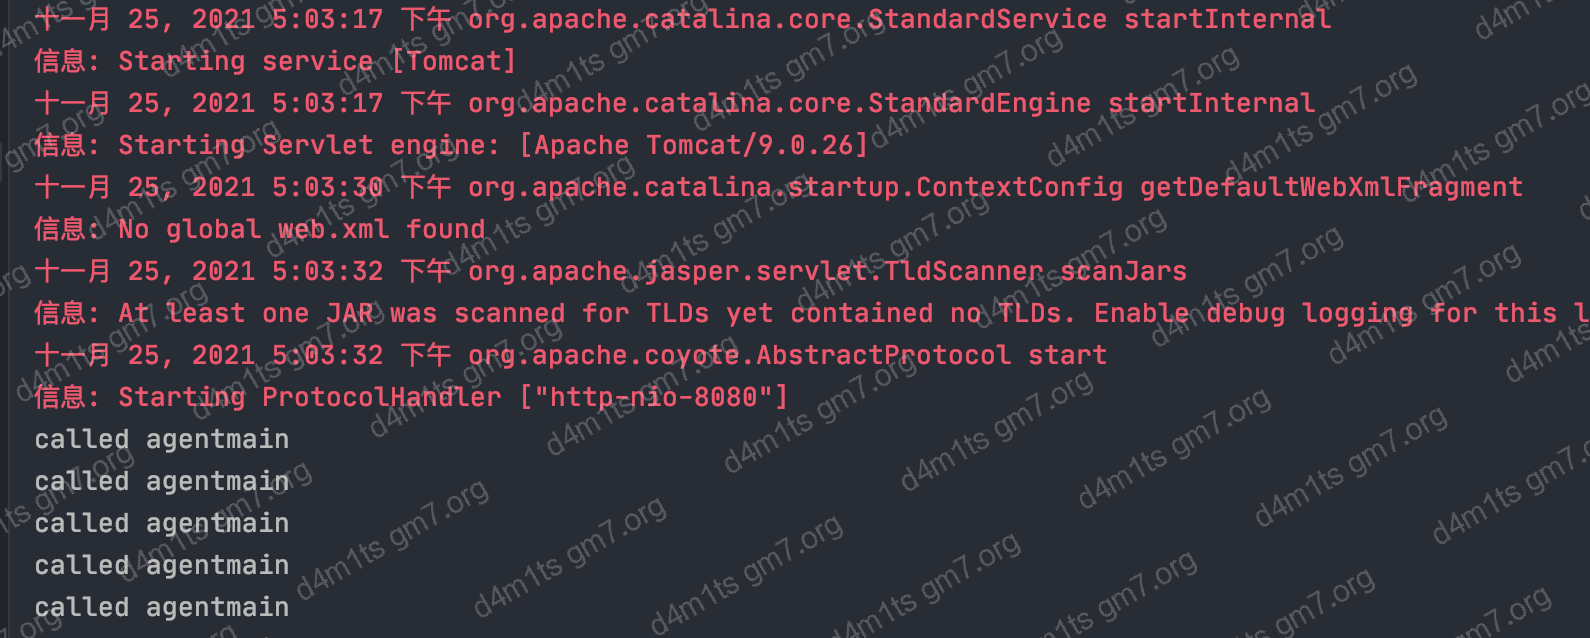 十一月 25, 2021 5:03:17 下午 org.apache.catalina.core.StandardService startInternal
信息: Starting service [Tomcat]
十一月 25, 2021 5:03:17 下午 org.apache.catalina.core.StandardEngine startInternal
信息: Starting Servlet engine: [Apache Tomcat/9.0.26]
十一月 25, 2021 5:03:30 下午 org.apache.catalina.startup.ContextConfig getDefaultWebXmlFragment
信息: No global web.xml found
十一月 25, 2021 5:03:32 下午 org.apache.jasper.servlet.TldScanner scanJars
信息: At least one JAR was scanned for TLDs yet contained no TLDs. Enable debug logging for this l
十一月 25, 2021 5:03:32 下午 org.apache.coyote.AbstractProtocol start
信息: Starting ProtocolHandler ["http-nio-8080"]
called agentmain
called agentmain
called agentmain
called agentmain
called agentmain
d4m1ts gm7.org